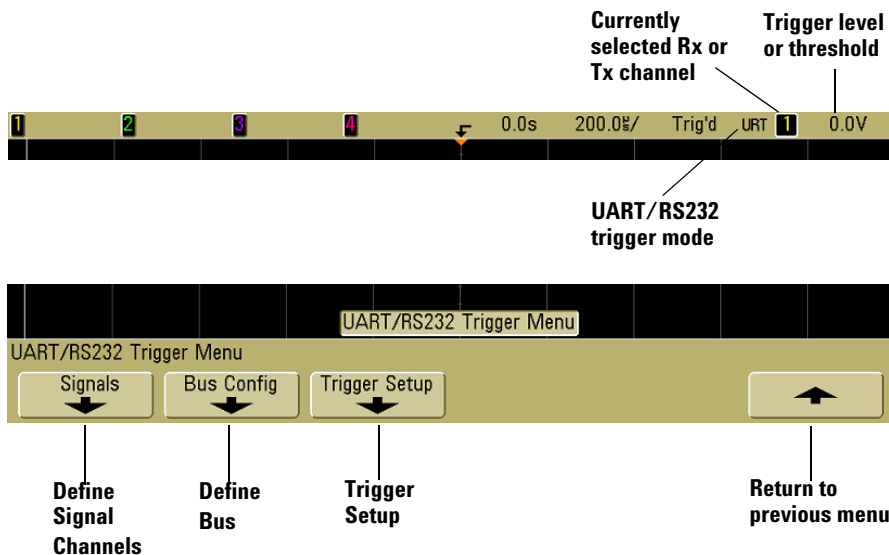 Currently
selected Rx or
Tx channel
Trigger level
or threshold
1 2 3 4 0.0s 200.0㎲/ Trig'd URT 1 0.0V
UART/RS232
trigger mode
UART/RS232 Trigger Menu
UART/RS232 Trigger Menu
Signals Bus Config Trigger Setup
Define
Signal
Channels
Define
Bus
Trigger
Setup
Return to
previous menu